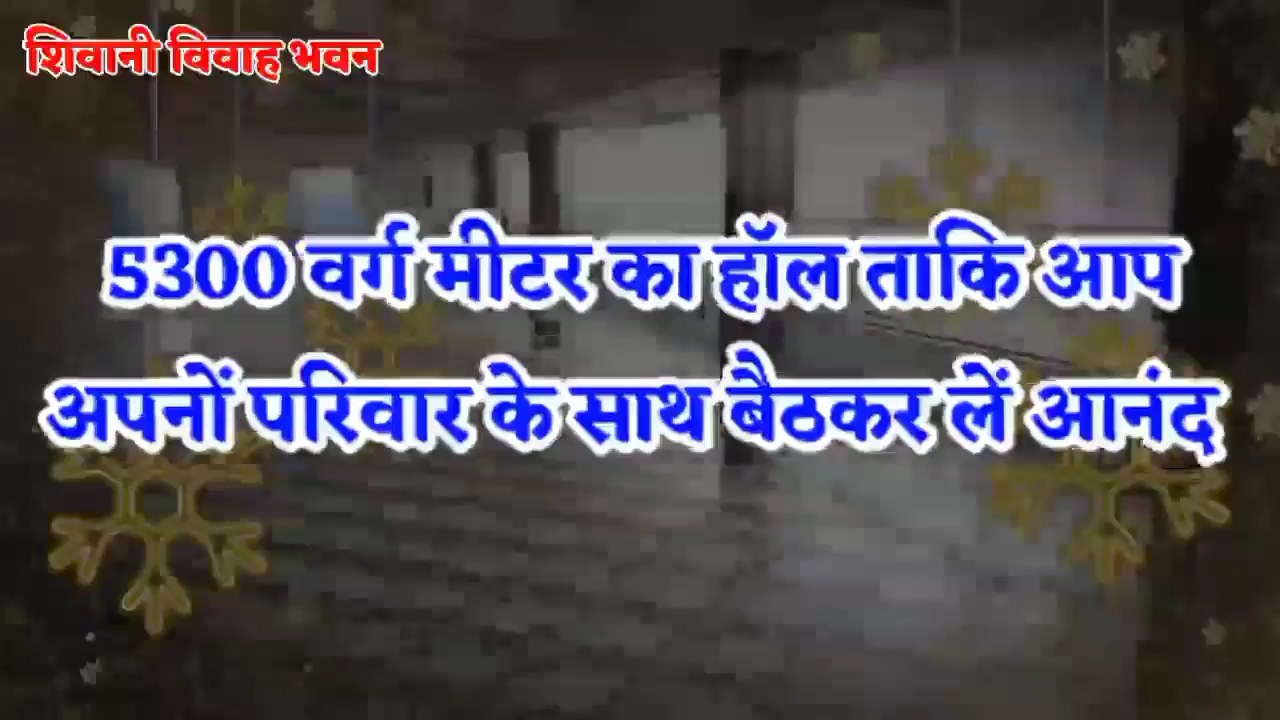 शिवानी विवाह भवन
5300 वर्ग मीटर का हॉल ताकि आप
अपनों परिवार के साथ बैठकर लें आनंद